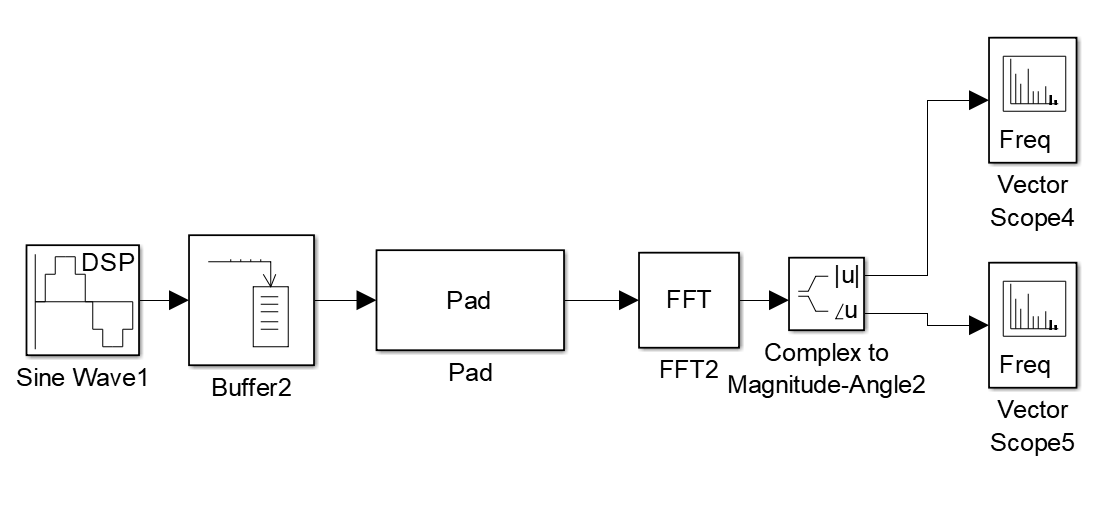 DSP
Sine Wave1
Buffer2
Pad
Pad
FFT
FFT2
|u|
∠u
Complex to
Magnitude-Angle2
Freq
Vector
Scope4
Freq
Vector
Scope5